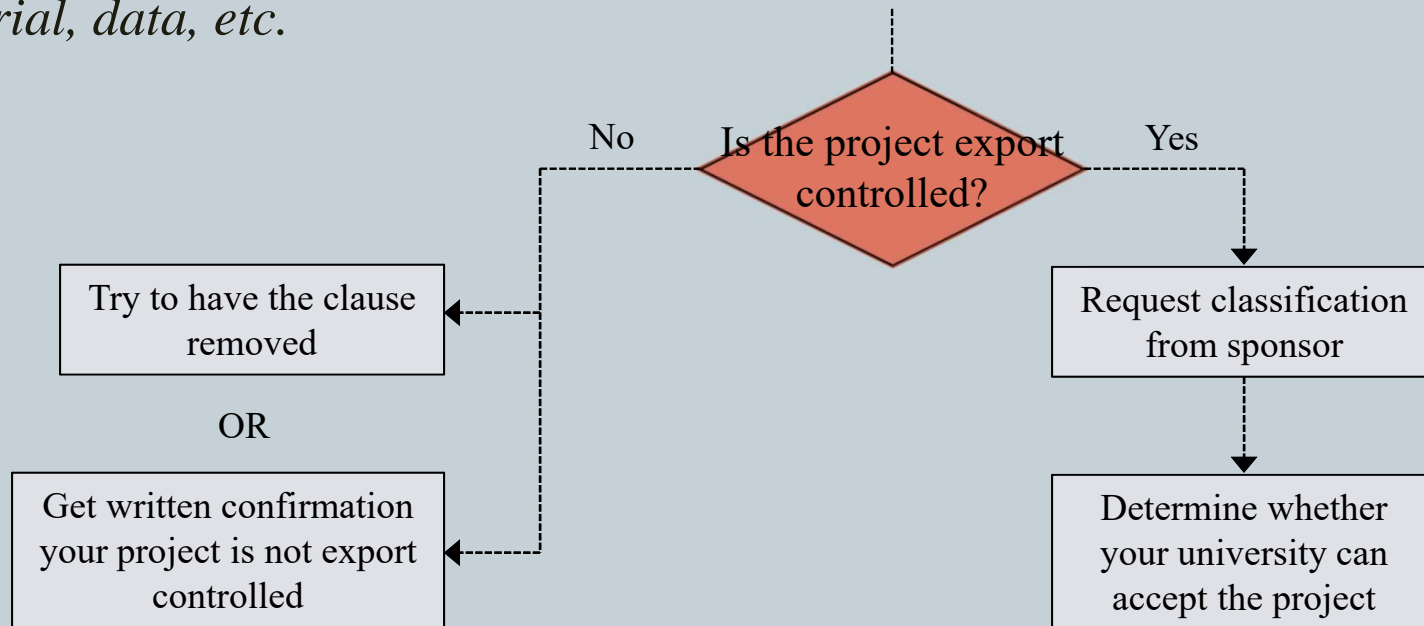 rial, data, etc.
No
Is the project export
controlled?
Yes
Try to have the clause
removed
OR
Get written confirmation
your project is not export
controlled
Request classification
from sponsor
Determine whether
your university can
accept the project